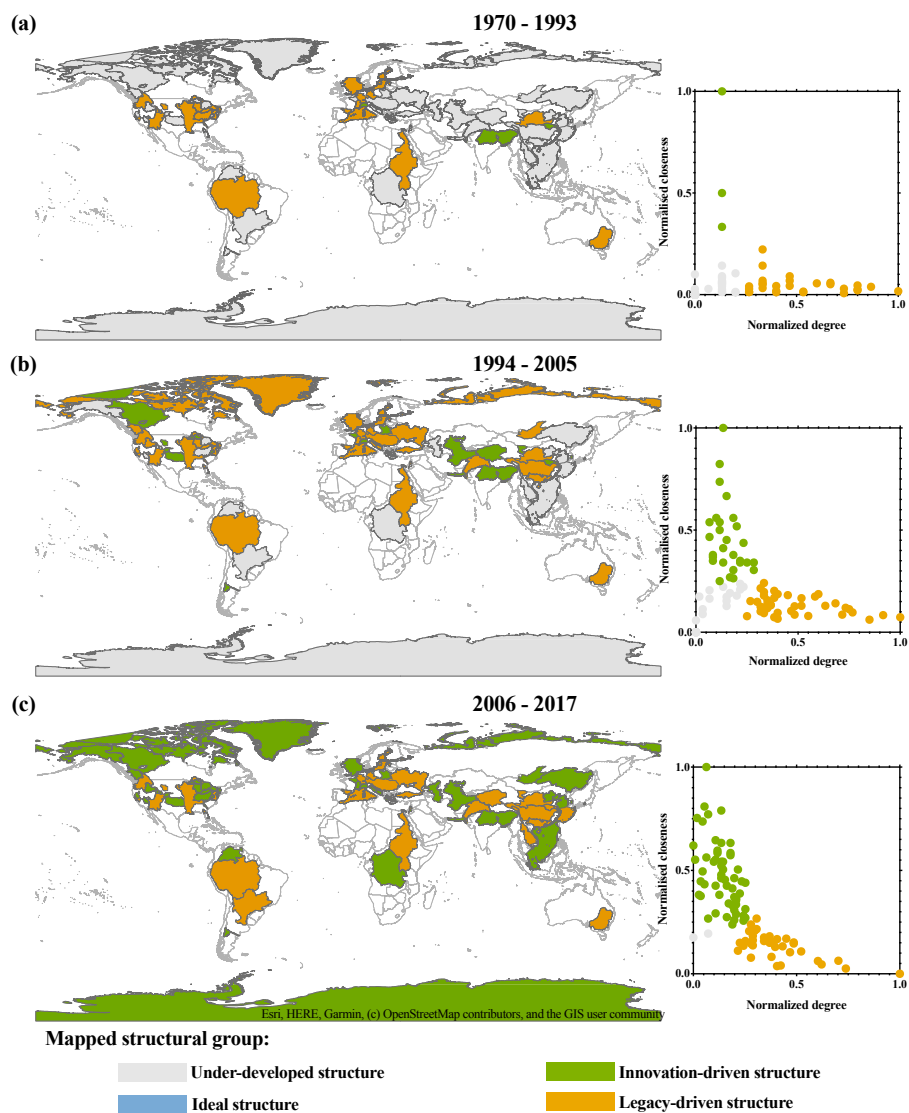 (a)
1970 - 1993
1.0
Normalised closeness
0.5
0.0
0.5
1.0
Normalized degree
(b)
1994 - 2005
1.0
Normalised closeness
0.5
0.0
0.0
0.5
1.0
Normalized degree
(c)
2006 - 2017
1.0
Normalised closeness
0.5
0.0
0.0
0.5
1.0
Normalized degree
Esri, HERE, Garmin, (c) OpenStreetMap contributors, and the GIS user community
Mapped structural group:
Under-developed structure
Innovation-driven structure
Ideal structure
Legacy-driven structure